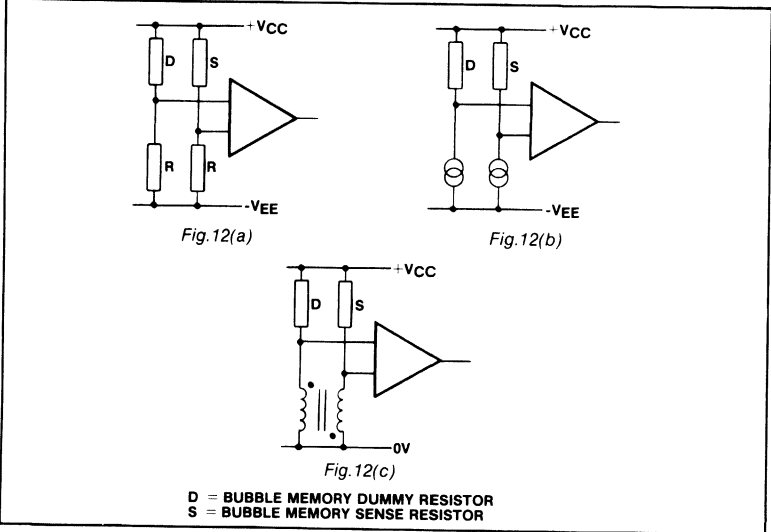 +VCC
D
S
R
R
-VEE
Fig.12(a)
+VCC
D
S
-VEE
Fig.12(b)
+VCC
D
S
0V
Fig.12(c)
D = BUBBLE MEMORY DUMMY RESISTOR
S = BUBBLE MEMORY SENSE RESISTOR